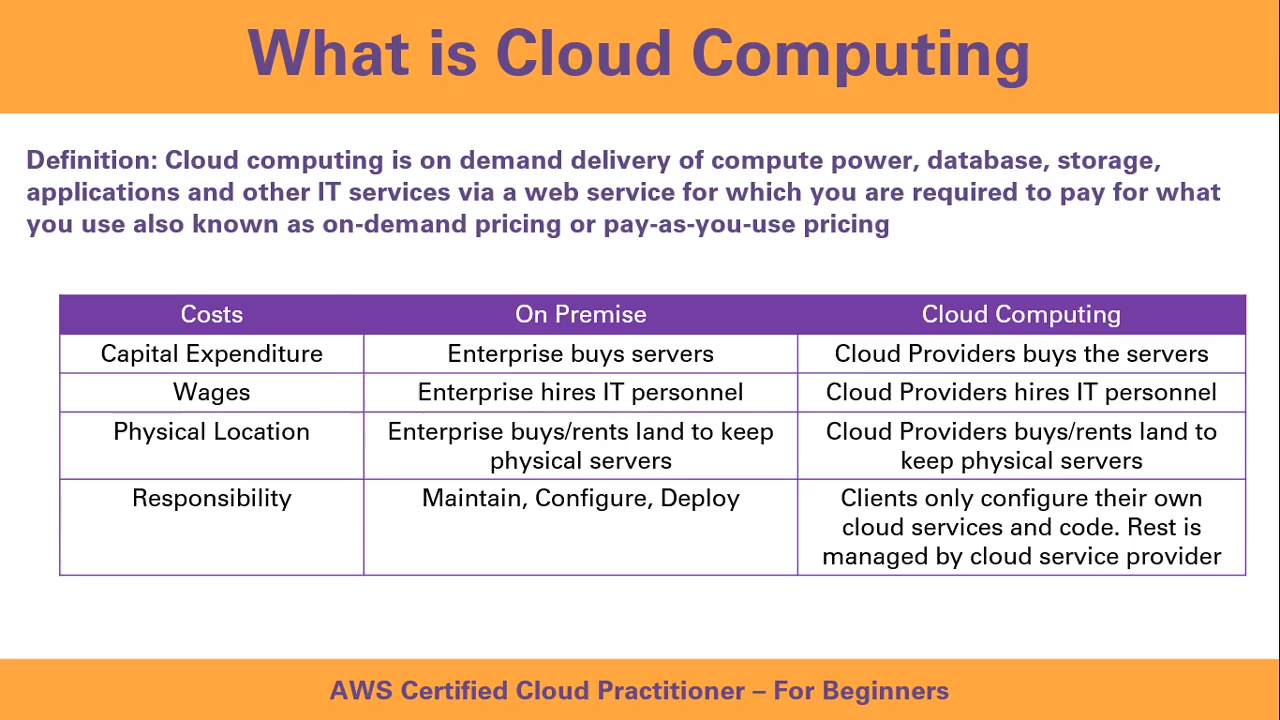 What is Cloud Computing
Definition: Cloud computing is on demand delivery of compute power, database, storage,
applications and other IT services via a web service for which you are required to pay for what
you use also known as on-demand pricing or pay-as-you-use pricing
Costs On Premise Cloud Computing
Capital Expenditure Enterprise buys servers Cloud Providers buys the servers
Wages Enterprise hires IT personnel Cloud Providers hires IT personnel
Physical Location Enterprise buys/rents land to keep Cloud Providers buys/rents land to
physical servers keep physical servers
Responsibility Maintain, Configure, Deploy Clients only configure their own
cloud services and code. Rest is
managed by cloud service provider
AWS Certified Cloud Practitioner – For Beginners